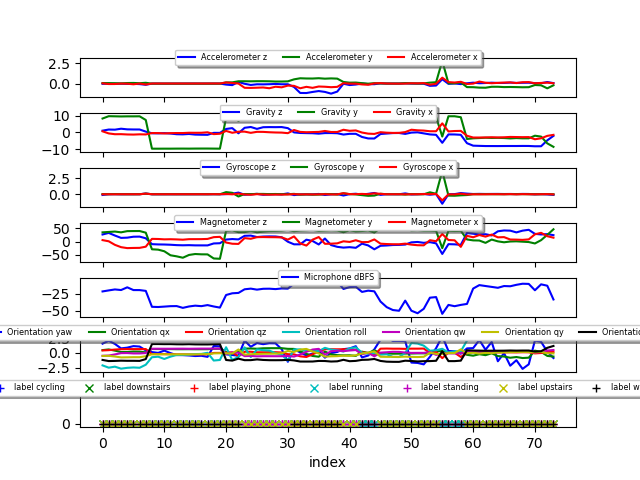 Accelerometer z Accelerometer y Accelerometer x
2.5
0.0
Gravity z Gravity y Gravity x
10
0
−10
Gyroscope z Gyroscope y Gyroscope x
2.5
0.0
Magnetometer z Magnetometer y Magnetometer x
50
0
−50
Microphone dBFS
−25
−50
Orientation yaw Orientation qx Orientation qz Orientation roll Orientation qw Orientation qy
0.0
−2.5
label cycling label downstairs label playing_phone label running label standing label upstairs
0
0 10 20 30 40 50 60 70
index